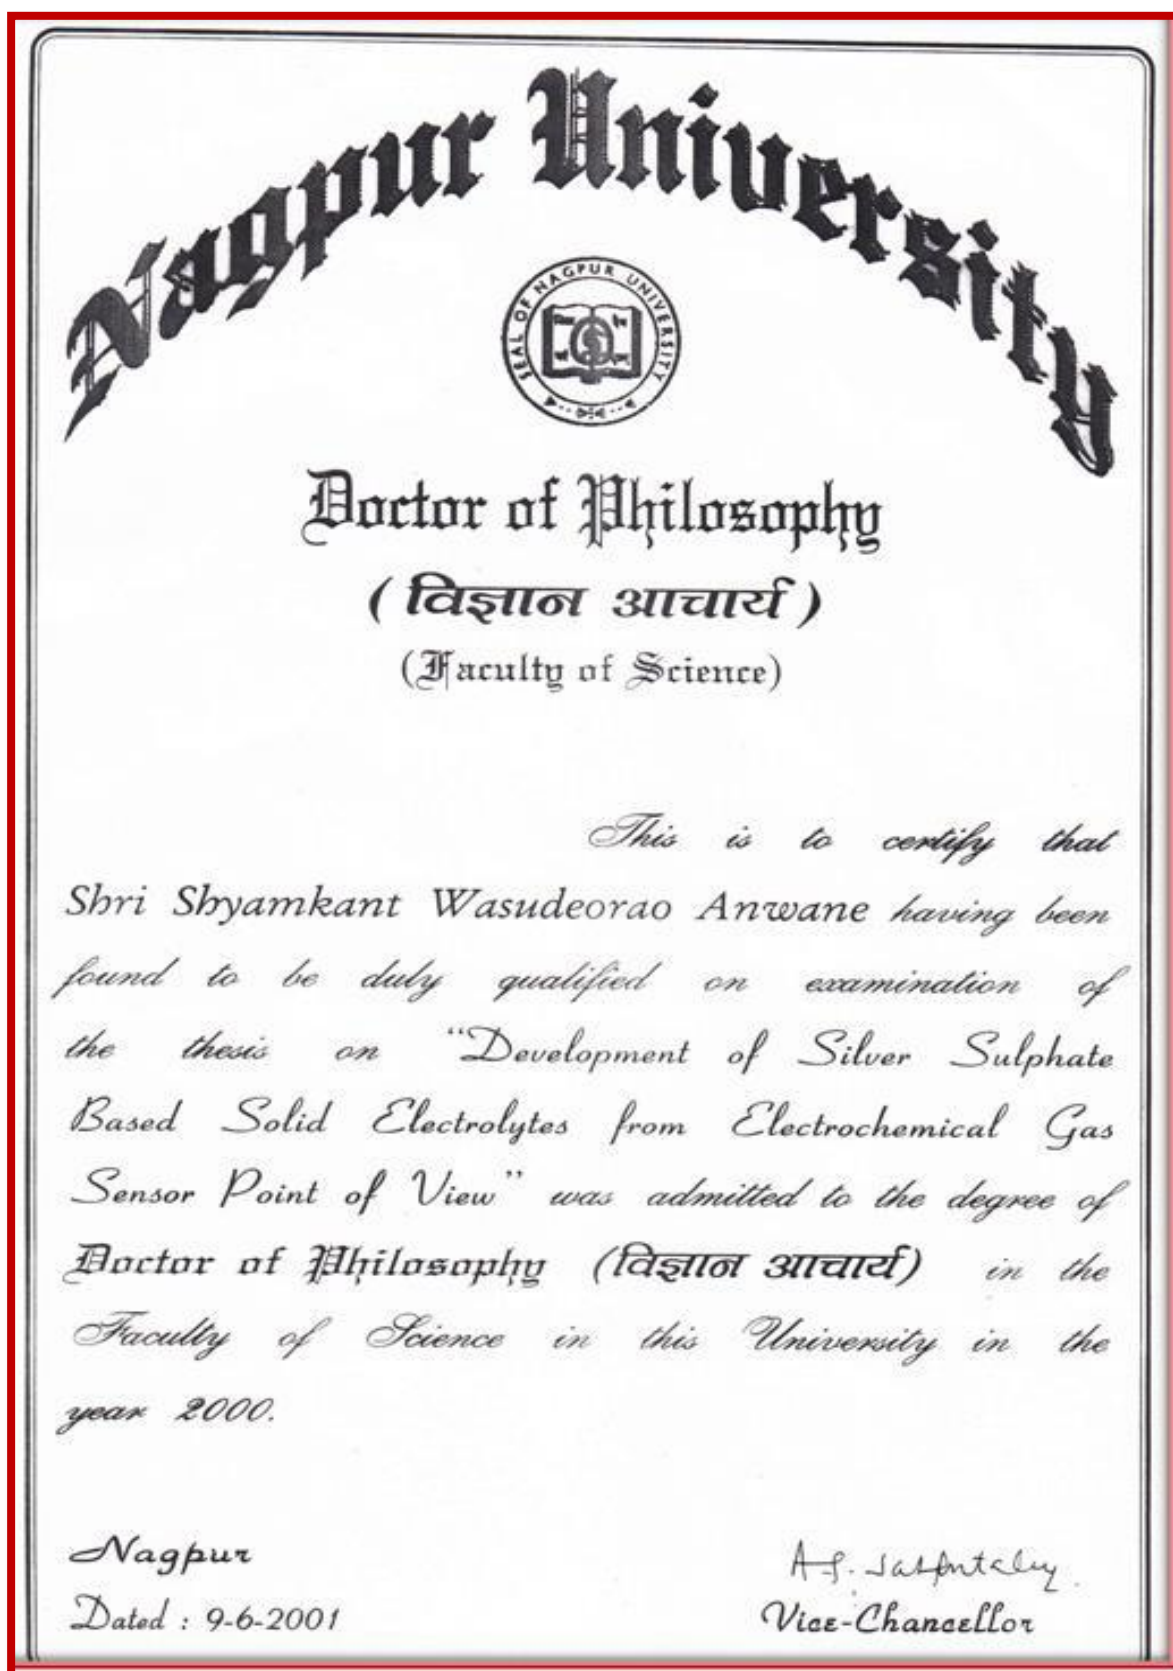 Nagpur University
SEAL OF NAGPUR UNIVERSITY
Doctor of Philosophy
( विज्ञान आचार्य )
(Faculty of Science)
This is to certify that
Shri Shyamkant Wasudeorao Anwane having been
found to be duly qualified on examination of
the thesis on “Development of Silver Sulphate
Based Solid Electrolytes from Electrochemical Gas
Sensor Point of View” was admitted to the degree of
Doctor of Philosophy (विज्ञान आचार्य) in the
Faculty of Science in this University in the
year 2000.
Nagpur
Dated : 9-6-2001
Vice-Chancellor